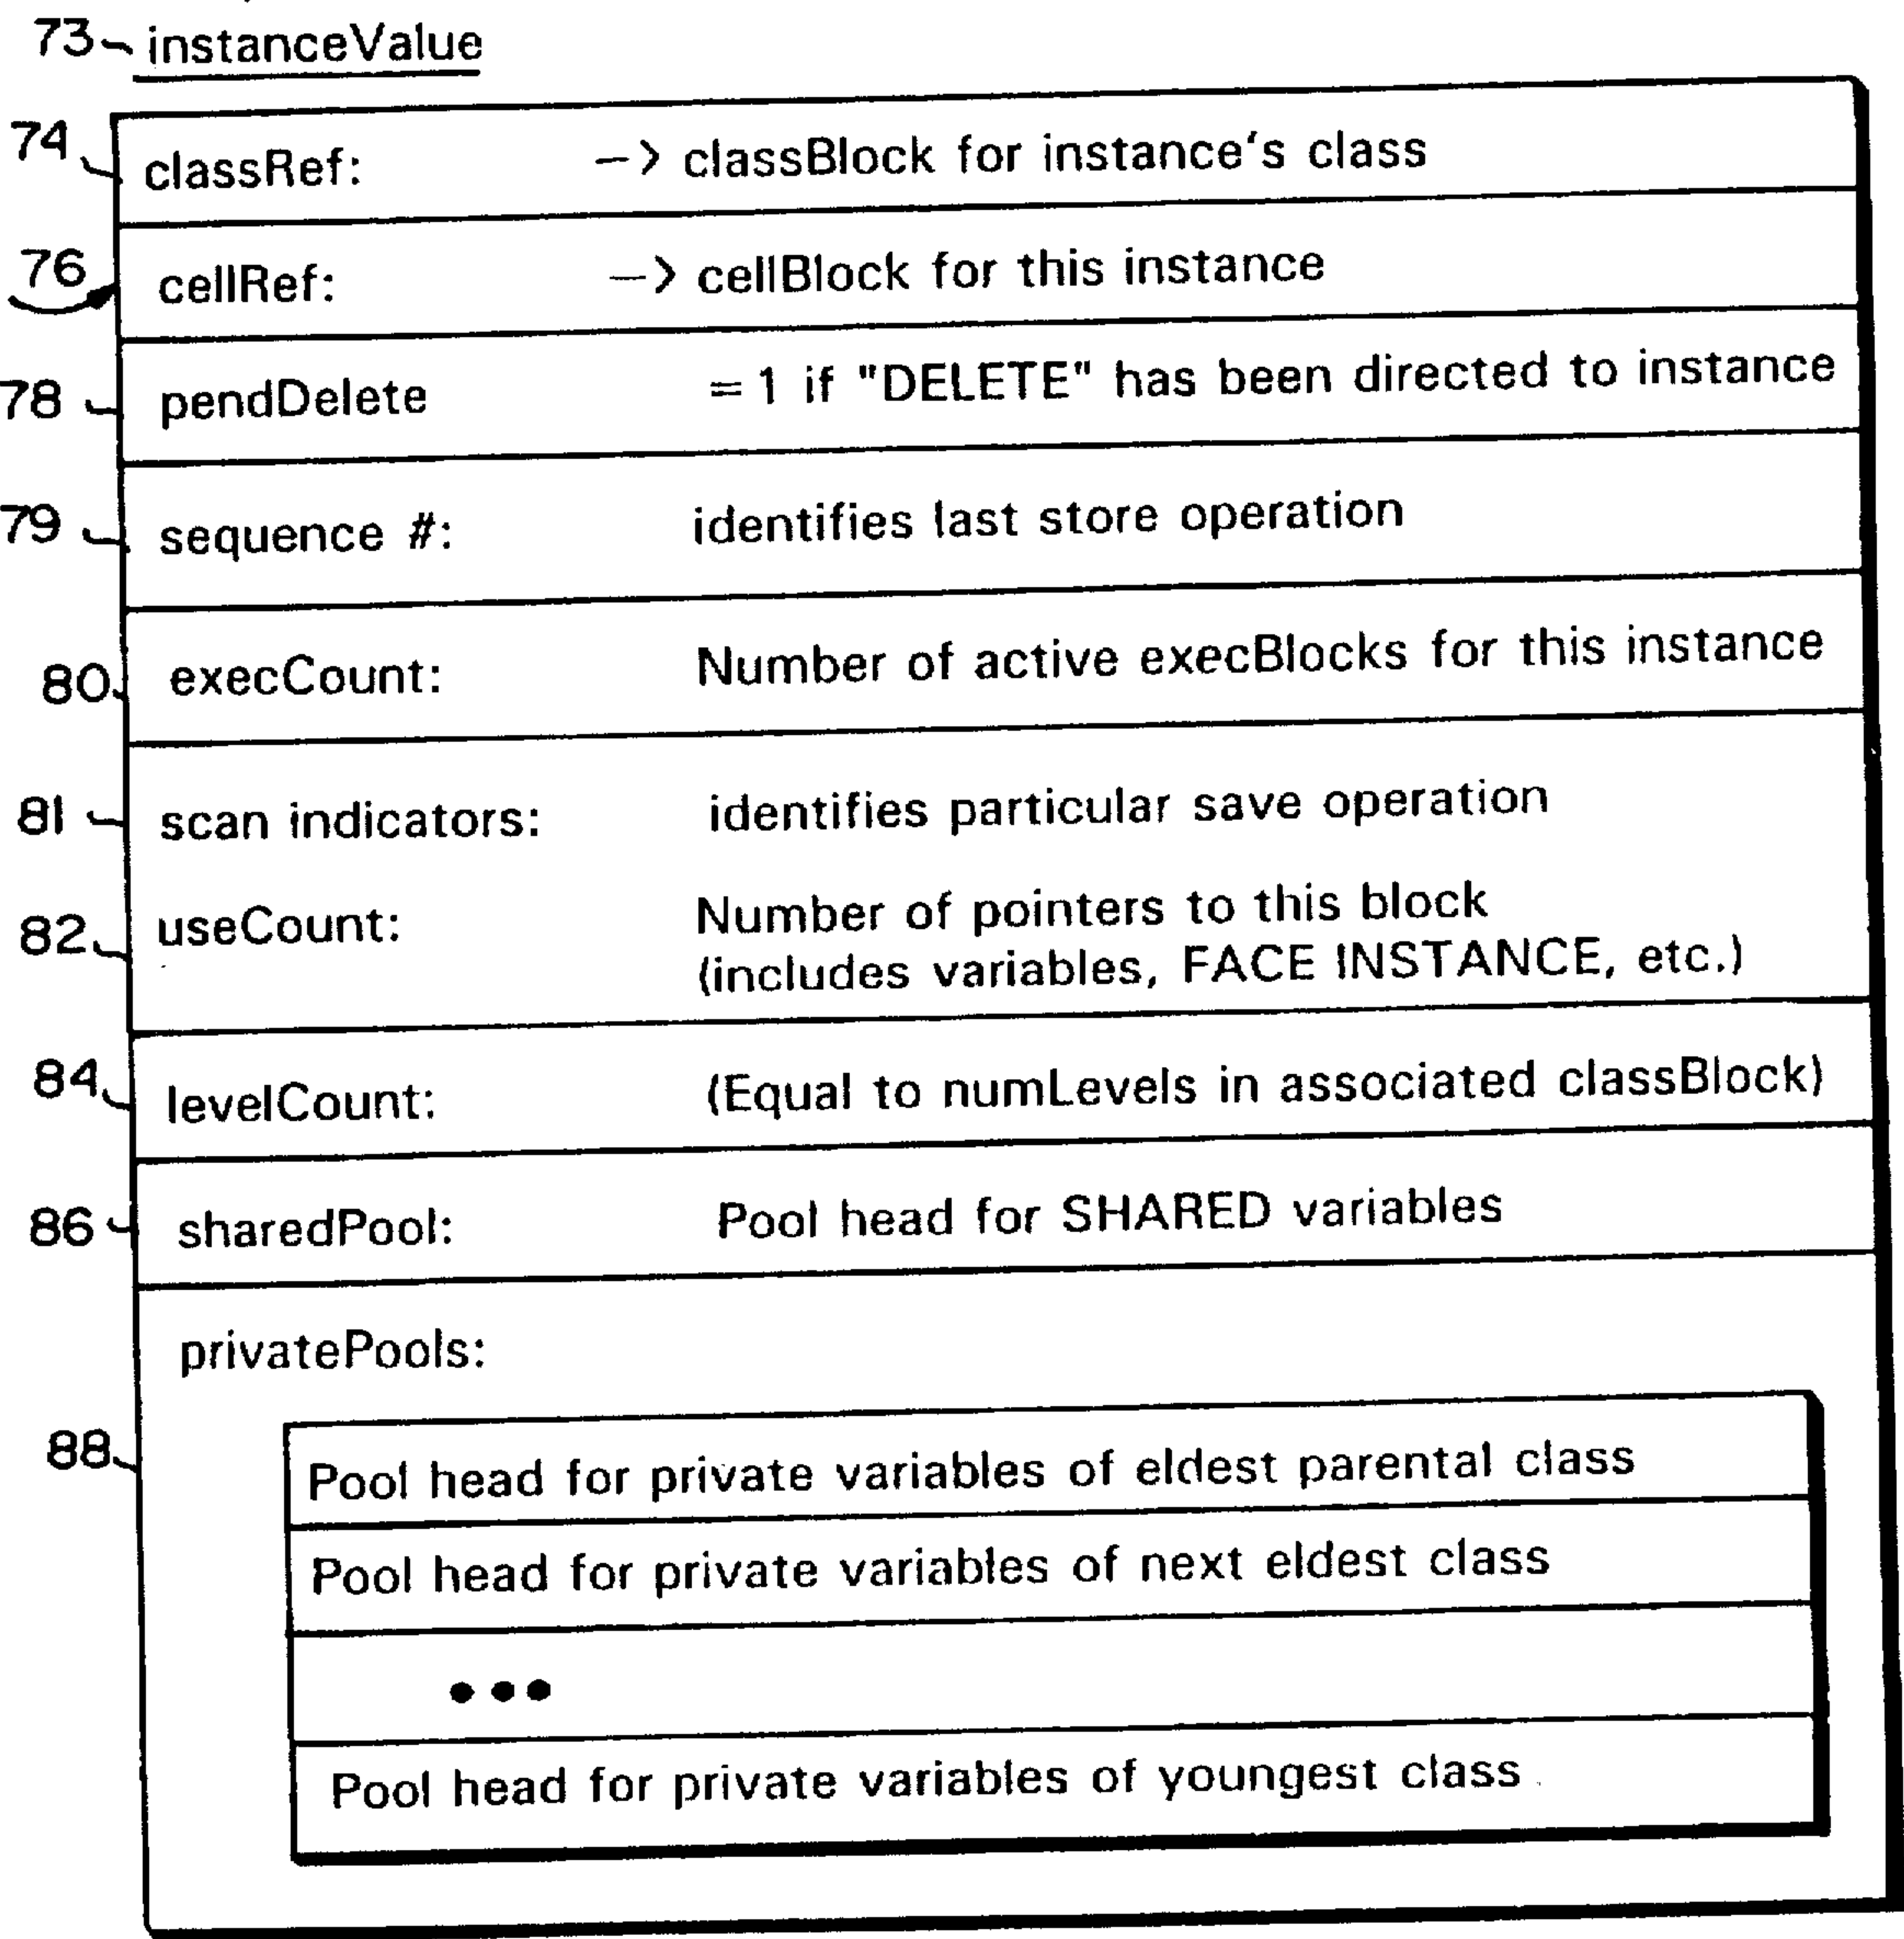 73 instanceValue
74 classRef: —> classBlock for instance's class
76 cellRef: —> cellBlock for this instance
78 pendDelete = 1 if "DELETE" has been directed to instance
79 sequence #: identifies last store operation
80 execCount: Number of active execBlocks for this instance
81 scan indicators: identifies particular save operation
82 useCount: Number of pointers to this block
(includes variables, FACE INSTANCE, etc.)
84 levelCount: (Equal to numLevels in associated classBlock)
86 sharedPool: Pool head for SHARED variables
privatePools:
88 Pool head for private variables of eldest parental class
Pool head for private variables of next eldest class
•••
Pool head for private variables of youngest class